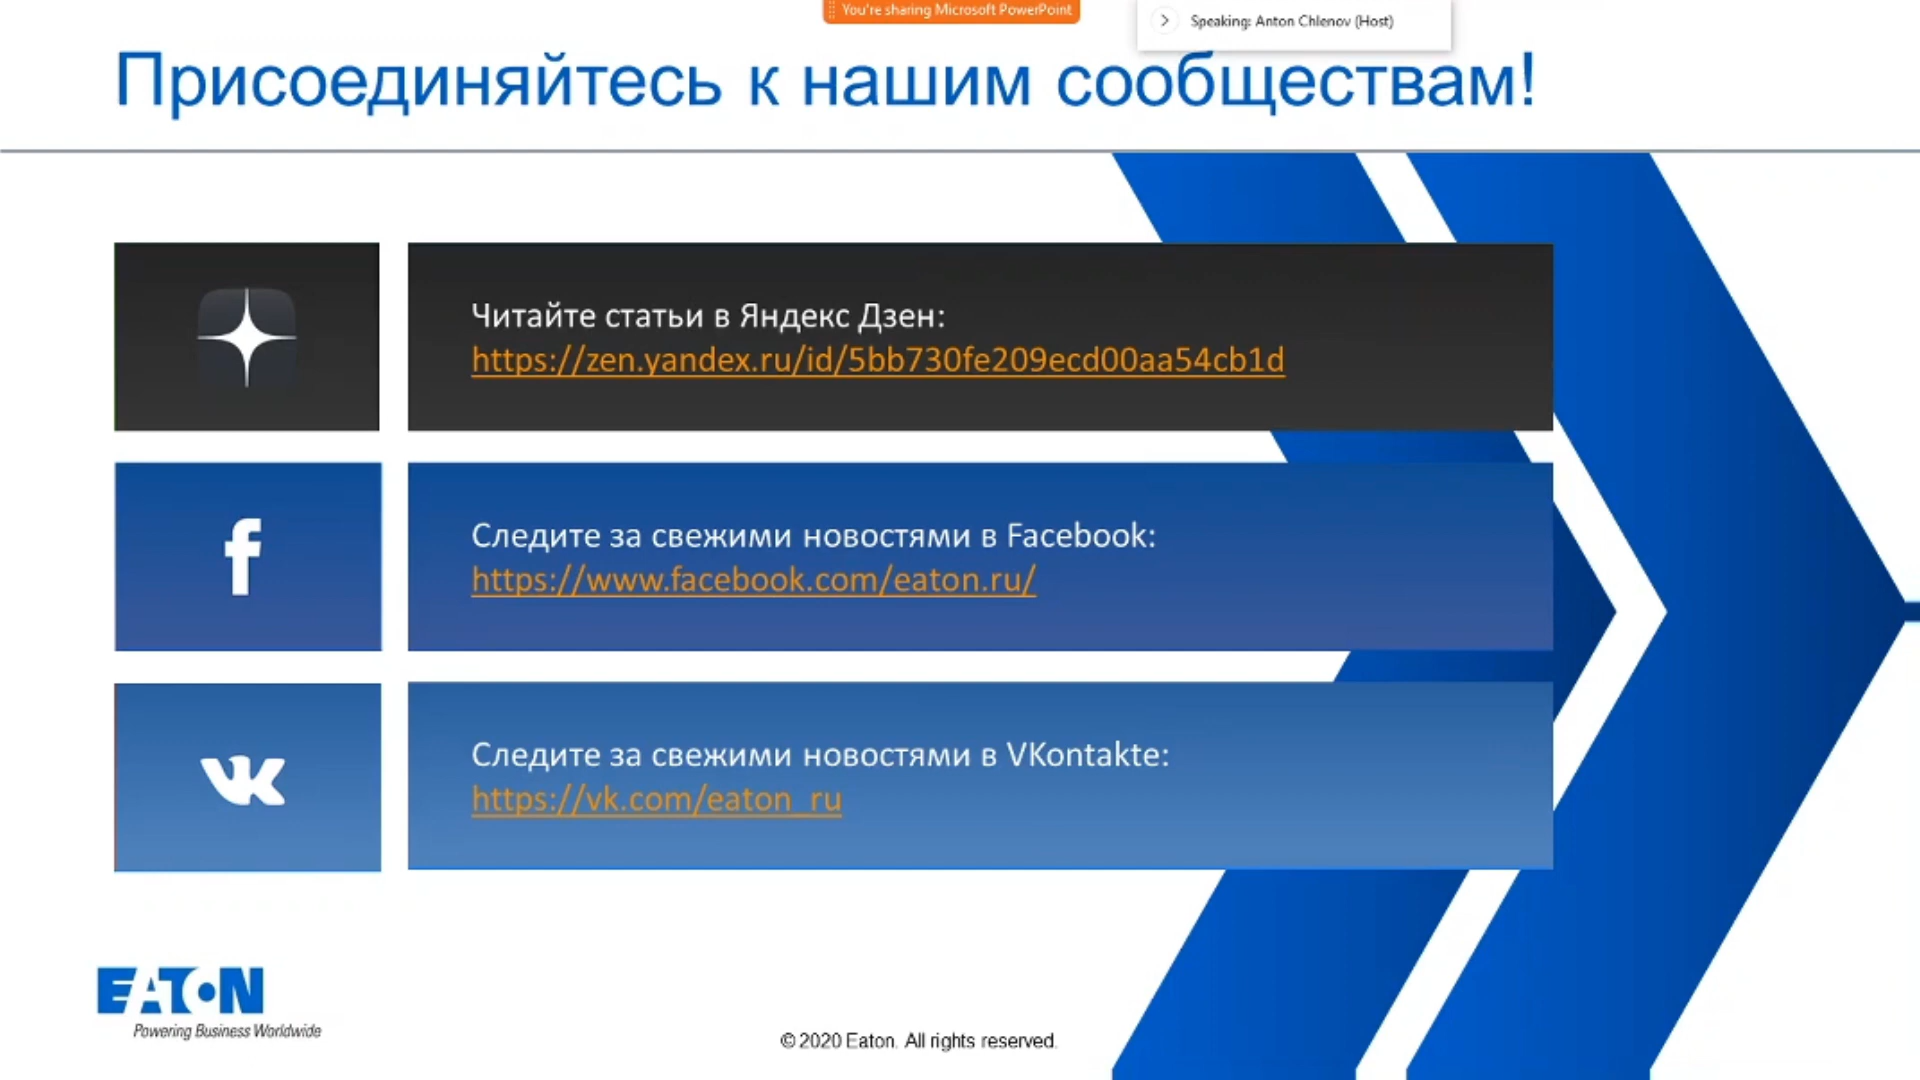 You're sharing Microsoft PowerPoint
Speaking: Anton Chlenov (Host)
Присоединяйтесь к нашим сообществам!
Читайте статьи в Яндекс Дзен:
https://zen.yandex.ru/id/5bb730fe209ecd00aa54cb1d
Следите за свежими новостями в Facebook:
https://www.facebook.com/eaton.ru/
Следите за свежими новостями в VKontakte:
https://vk.com/eaton_ru
EATON
Powering Business Worldwide
© 2020 Eaton. All rights reserved.